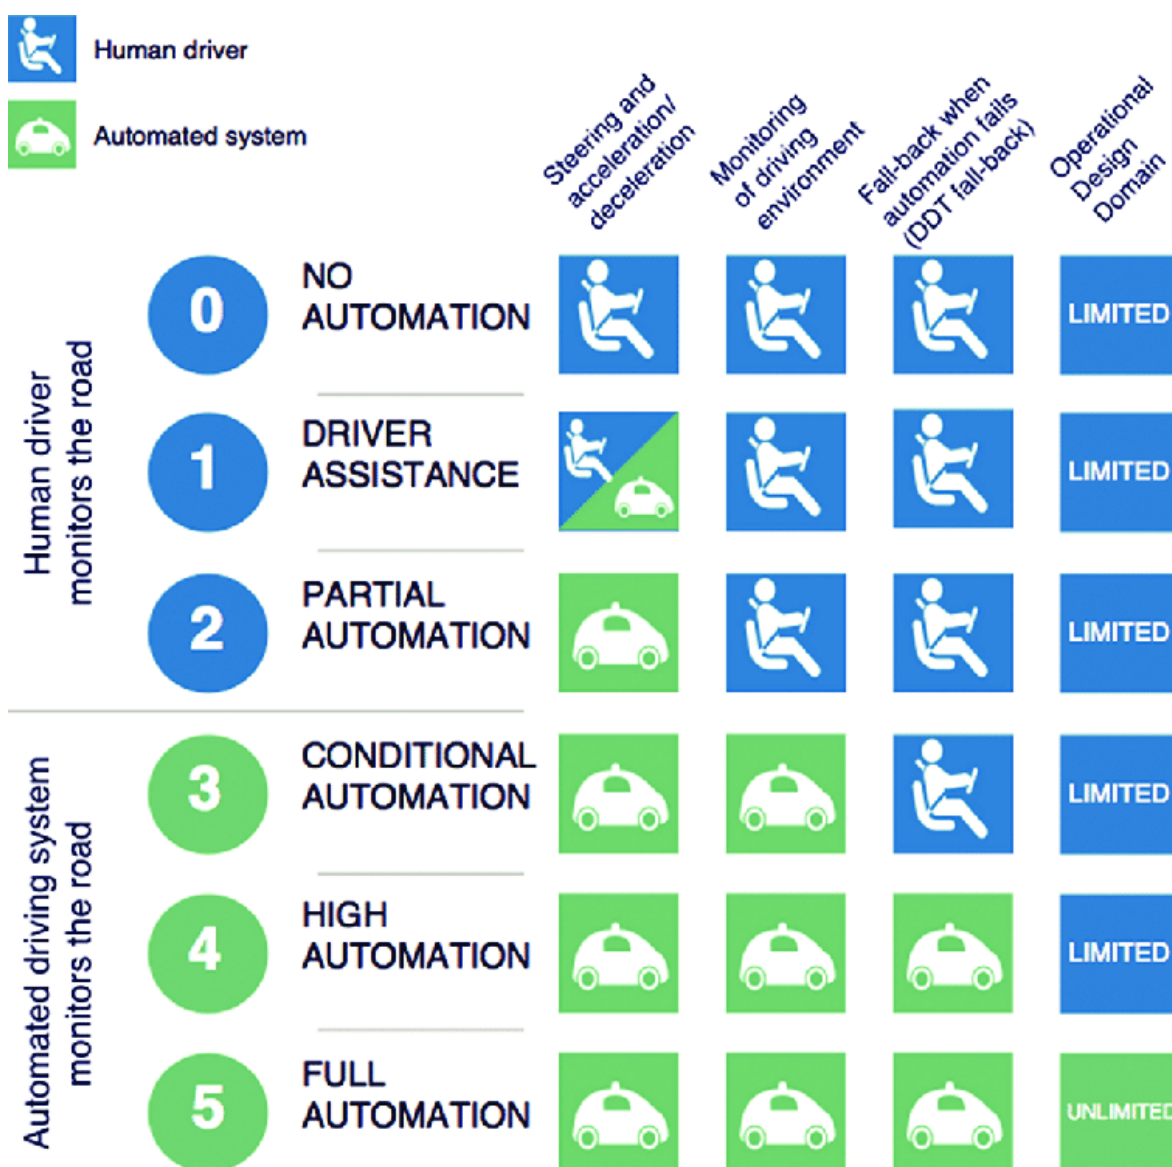 Human driver
Automated system
Steering and
acceleration/
deceleration
Monitoring
of driving
environment
Fall-back when
automation fails
(DDT fall-back)
Operational
Design
Domain
Human driver
monitors the road
0
NO
AUTOMATION
LIMITED
1
DRIVER
ASSISTANCE
LIMITED
2
PARTIAL
AUTOMATION
LIMITED
Automated driving system
monitors the road
3
CONDITIONAL
AUTOMATION
LIMITED
4
HIGH
AUTOMATION
LIMITED
5
FULL
AUTOMATION
UNLIMITED